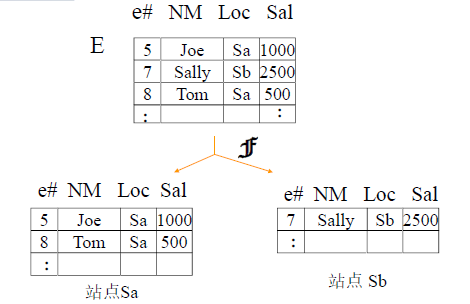 e# NM Loc Sal
E
5 Joe Sa 1000
7 Sally Sb 2500
8 Tom Sa 500
: :
𝕱
e# NM Loc Sal
5 Joe Sa 1000
8 Tom Sa 500
:
站点Sa
e# NM Loc Sal
7 Sally Sb 2500
:
站点 Sb